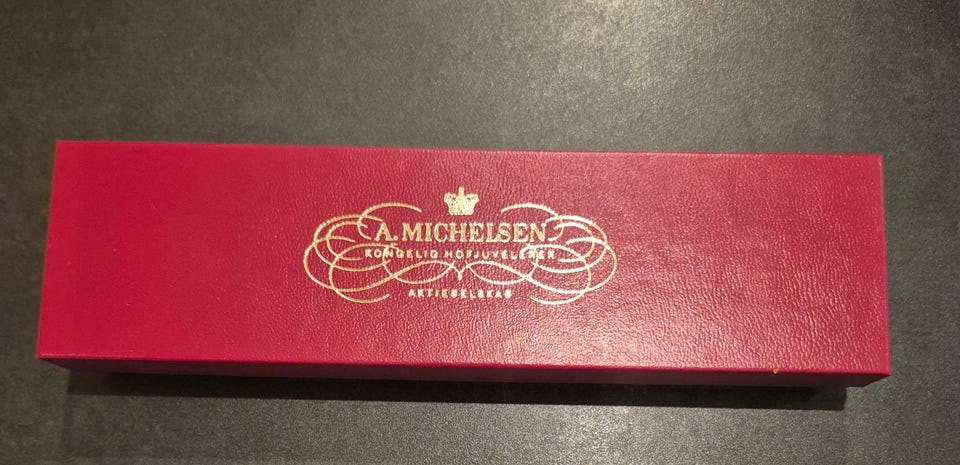 A. MICHELSEN
KONGELIG HOFJUVELERER
AKTIESELSKAB